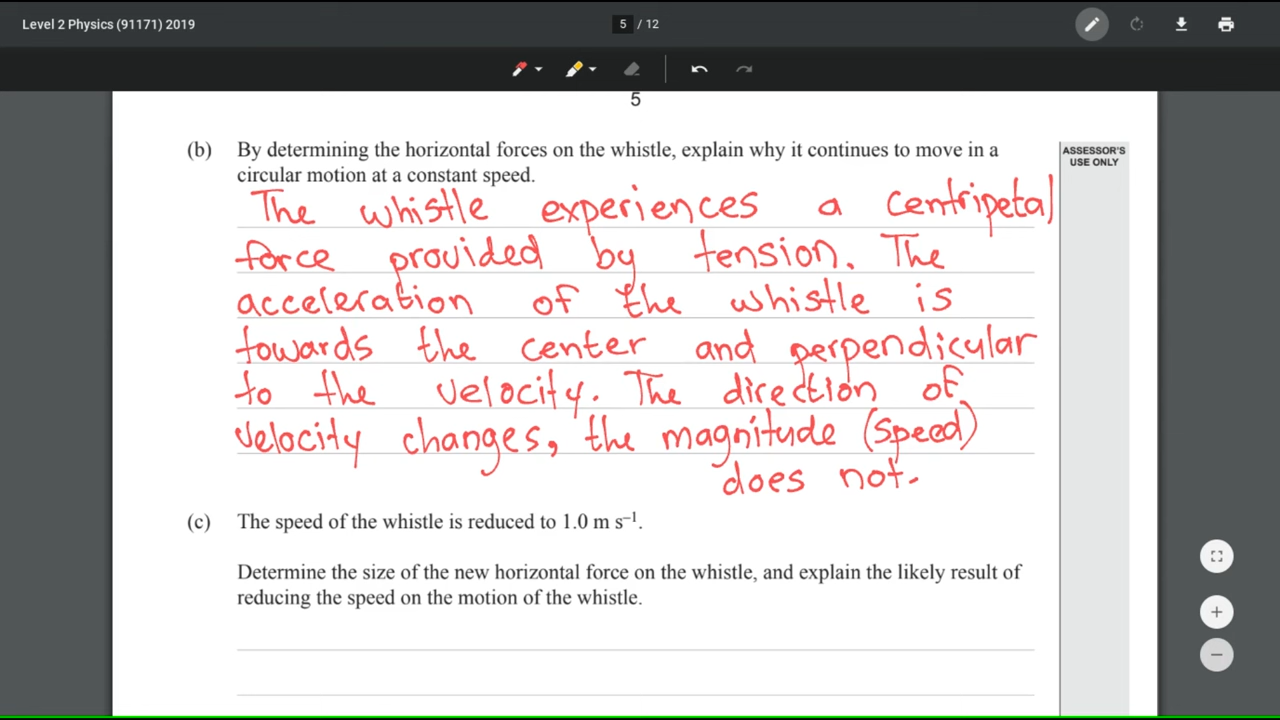 Level 2 Physics (91171) 2019
5 / 12
5
(b) By determining the horizontal forces on the whistle, explain why it continues to move in a
circular motion at a constant speed.
ASSESSOR'S
USE ONLY
The whistle experiences a centripetal
force provided by tension. The
acceleration of the whistle is
towards the center and perpendicular
to the velocity. The direction of
velocity changes, the magnitude (speed)
does not.
(c) The speed of the whistle is reduced to 1.0 m s⁻¹.
Determine the size of the new horizontal force on the whistle, and explain the likely result of
reducing the speed on the motion of the whistle.